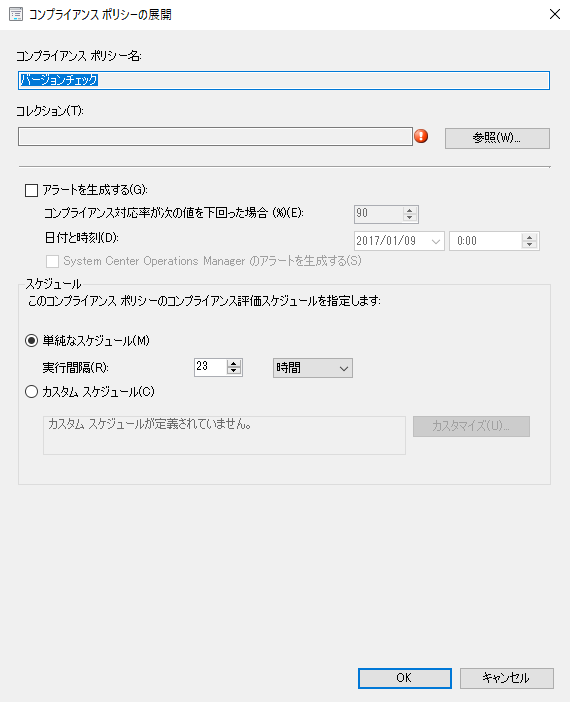 コンプライアンス ポリシーの展開
コンプライアンス ポリシー名:
バージョンチェック
コレクション(T):
参照(W)...
アラートを生成する(G):
コンプライアンス対応率が次の値を下回った場合 (%)(E):
90
日付と時刻(D):
2017/01/09
0:00
System Center Operations Manager のアラートを生成する(S)
スケジュール
このコンプライアンス ポリシーのコンプライアンス評価スケジュールを指定します:
単純なスケジュール(M)
実行間隔(R):
23
時間
カスタム スケジュール(C)
カスタム スケジュールが定義されていません。
カスタマイズ(U)...
OK
キャンセル